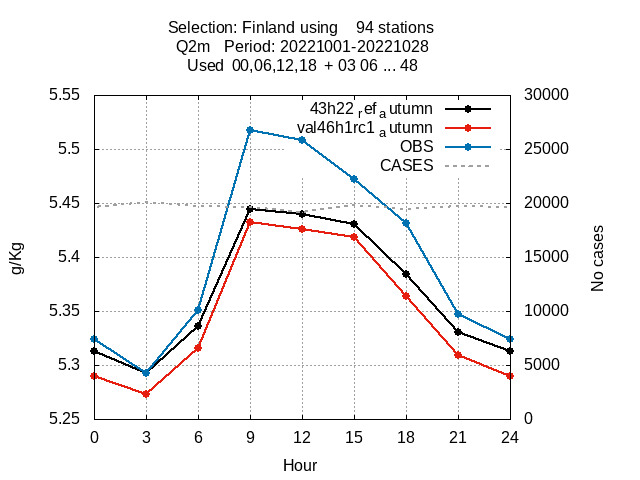 Selection: Finland using 94 stations
Q2m Period: 20221001-20221028
Used 00,06,12,18 + 03 06 ... 48
5.55
5.5
5.45
5.4
5.35
5.3
5.25
g/Kg
43h22 ref a utumn
val46h1rc1 a utumn
OBS
CASES
30000
25000
20000
15000
10000
5000
0
No cases
0 3 6 9 12 15 18 21 24
Hour